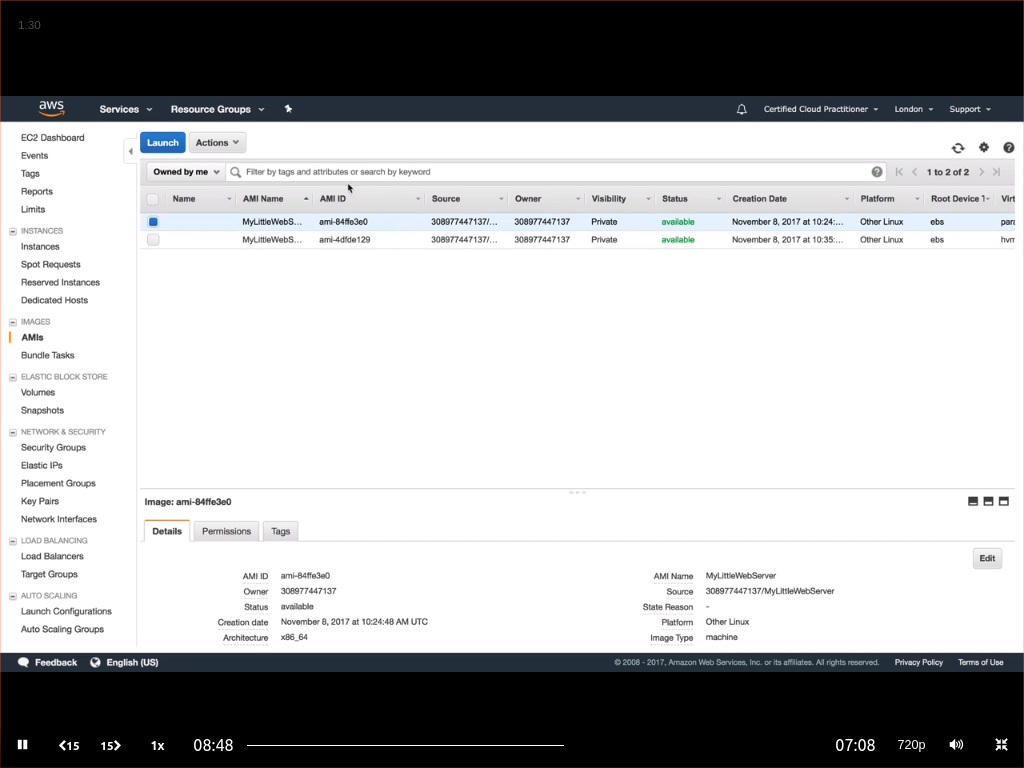 1.30
aws Services Resource Groups Certified Cloud Practitioner London Support
EC2 Dashboard
Events
Tags
Reports
Limits
INSTANCES
Instances
Spot Requests
Reserved Instances
Dedicated Hosts
IMAGES
AMIs
Bundle Tasks
ELASTIC BLOCK STORE
Volumes
Snapshots
NETWORK & SECURITY
Security Groups
Elastic IPs
Placement Groups
Key Pairs
Network Interfaces
LOAD BALANCING
Load Balancers
Target Groups
AUTO SCALING
Launch Configurations
Auto Scaling Groups
Launch Actions
Owned by me Filter by tags and attributes or search by keyword 1 to 2 of 2
Name AMI Name AMI ID Source Owner Visibility Status Creation Date Platform Root Device T Virt
MyLittleWebS... ami-84ffe3e0 308977447137/... 308977447137 Private available November 8, 2017 at 10:24:... Other Linux ebs para
MyLittleWebS... ami-4dfde129 308977447137/... 308977447137 Private available November 8, 2017 at 10:35:... Other Linux ebs hvm
Image: ami-84ffe3e0
Details Permissions Tags
Edit
AMI ID ami-84ffe3e0 AMI Name MyLittleWebServer
Owner 308977447137 Source 308977447137/MyLittleWebServer
Status available State Reason -
Creation date November 8, 2017 at 10:24:48 AM UTC Platform Other Linux
Architecture x86_64 Image Type machine
Feedback English (US) © 2008 - 2017, Amazon Web Services, Inc. or its affiliates. All rights reserved. Privacy Policy Terms of Use
15 15 1x 08:48 07:08 720p